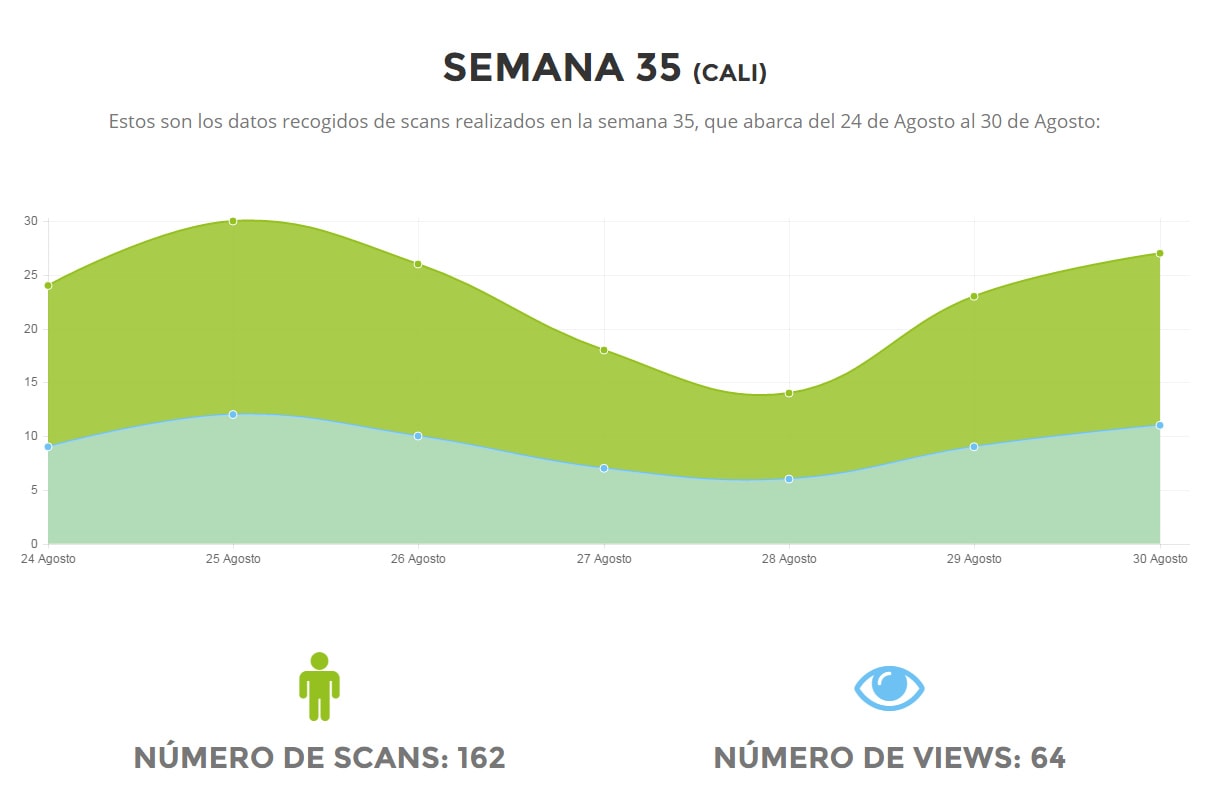 SEMANA 35 (CALI)
Estos son los datos recogidos de scans realizados en la semana 35, que abarca del 24 de Agosto al 30 de Agosto:
30
25
20
15
10
5
0
24 Agosto 25 Agosto 26 Agosto 27 Agosto 28 Agosto 29 Agosto 30 Agosto
NÚMERO DE SCANS: 162 NÚMERO DE VIEWS: 64